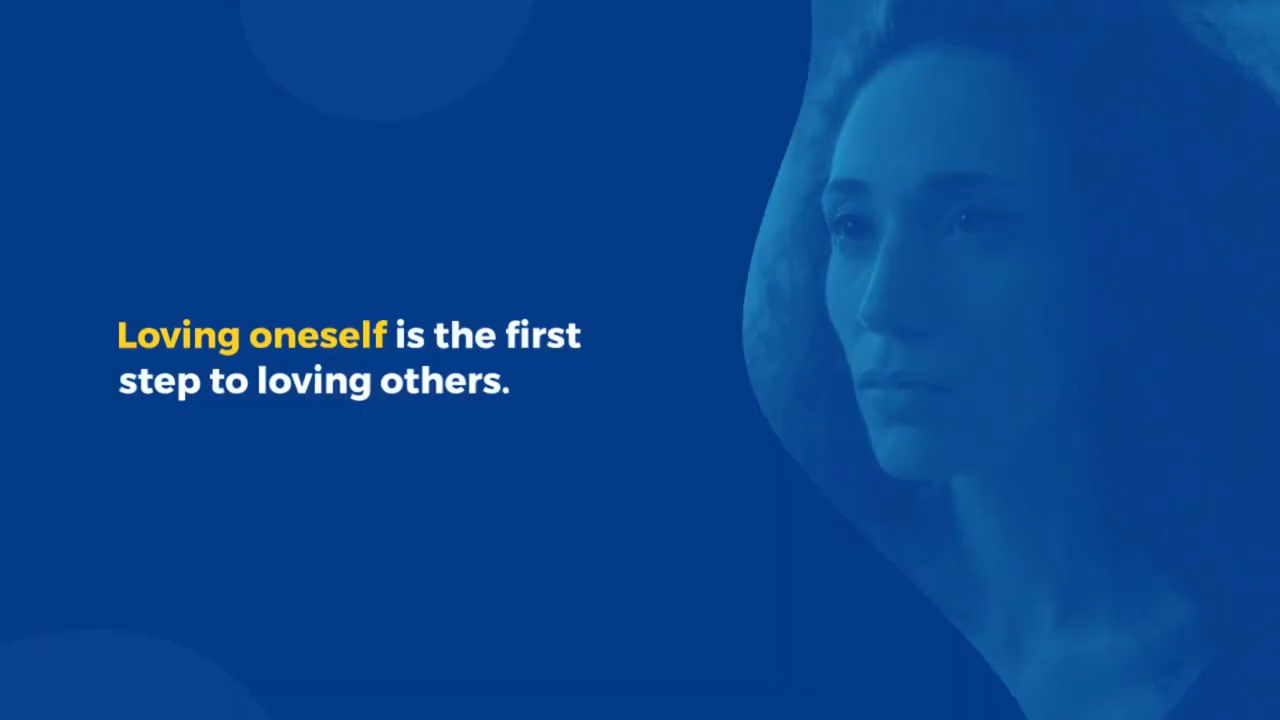 Loving oneself is the first
step to loving others.